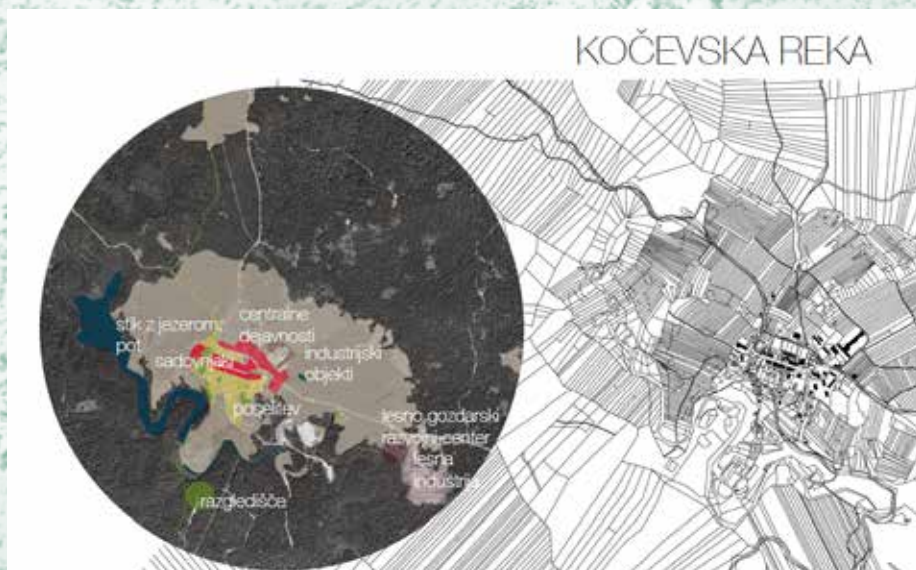 KOČEVSKA REKA
stik z jezerom,
pot
centralne
dejavnosti
sadovnjaki
industrijski
objekti
poselitev
lesno gozdarski
razvojni center
lesna
industrija
razgledišče